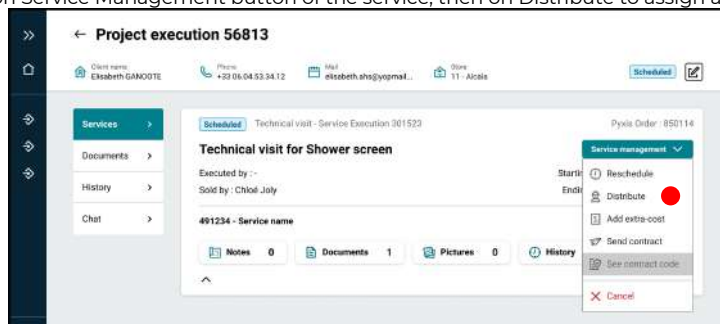 on Service Management button of the service, then on Distribute to assign a
Project execution 56813
Client name
Elisabeth GANOOTE
Phone
+33 06 04 53 34 12
Mail
elisabeth.ahs@yopmail...
Store
11 - Alcala
Scheduled
Services
Documents
History
Chat
Scheduled
Technical visit - Service Execution 301523
Pyxis Order : 850114
Technical visit for Shower screen
Executed by : -
Sold by : Chloé Joly
Startin
Endin
Service management
Reschedule
Distribute
Add extra-cost
Send contract
See contract code
Cancel
491234 - Service name
Notes 0
Documents 1
Pictures 0
History